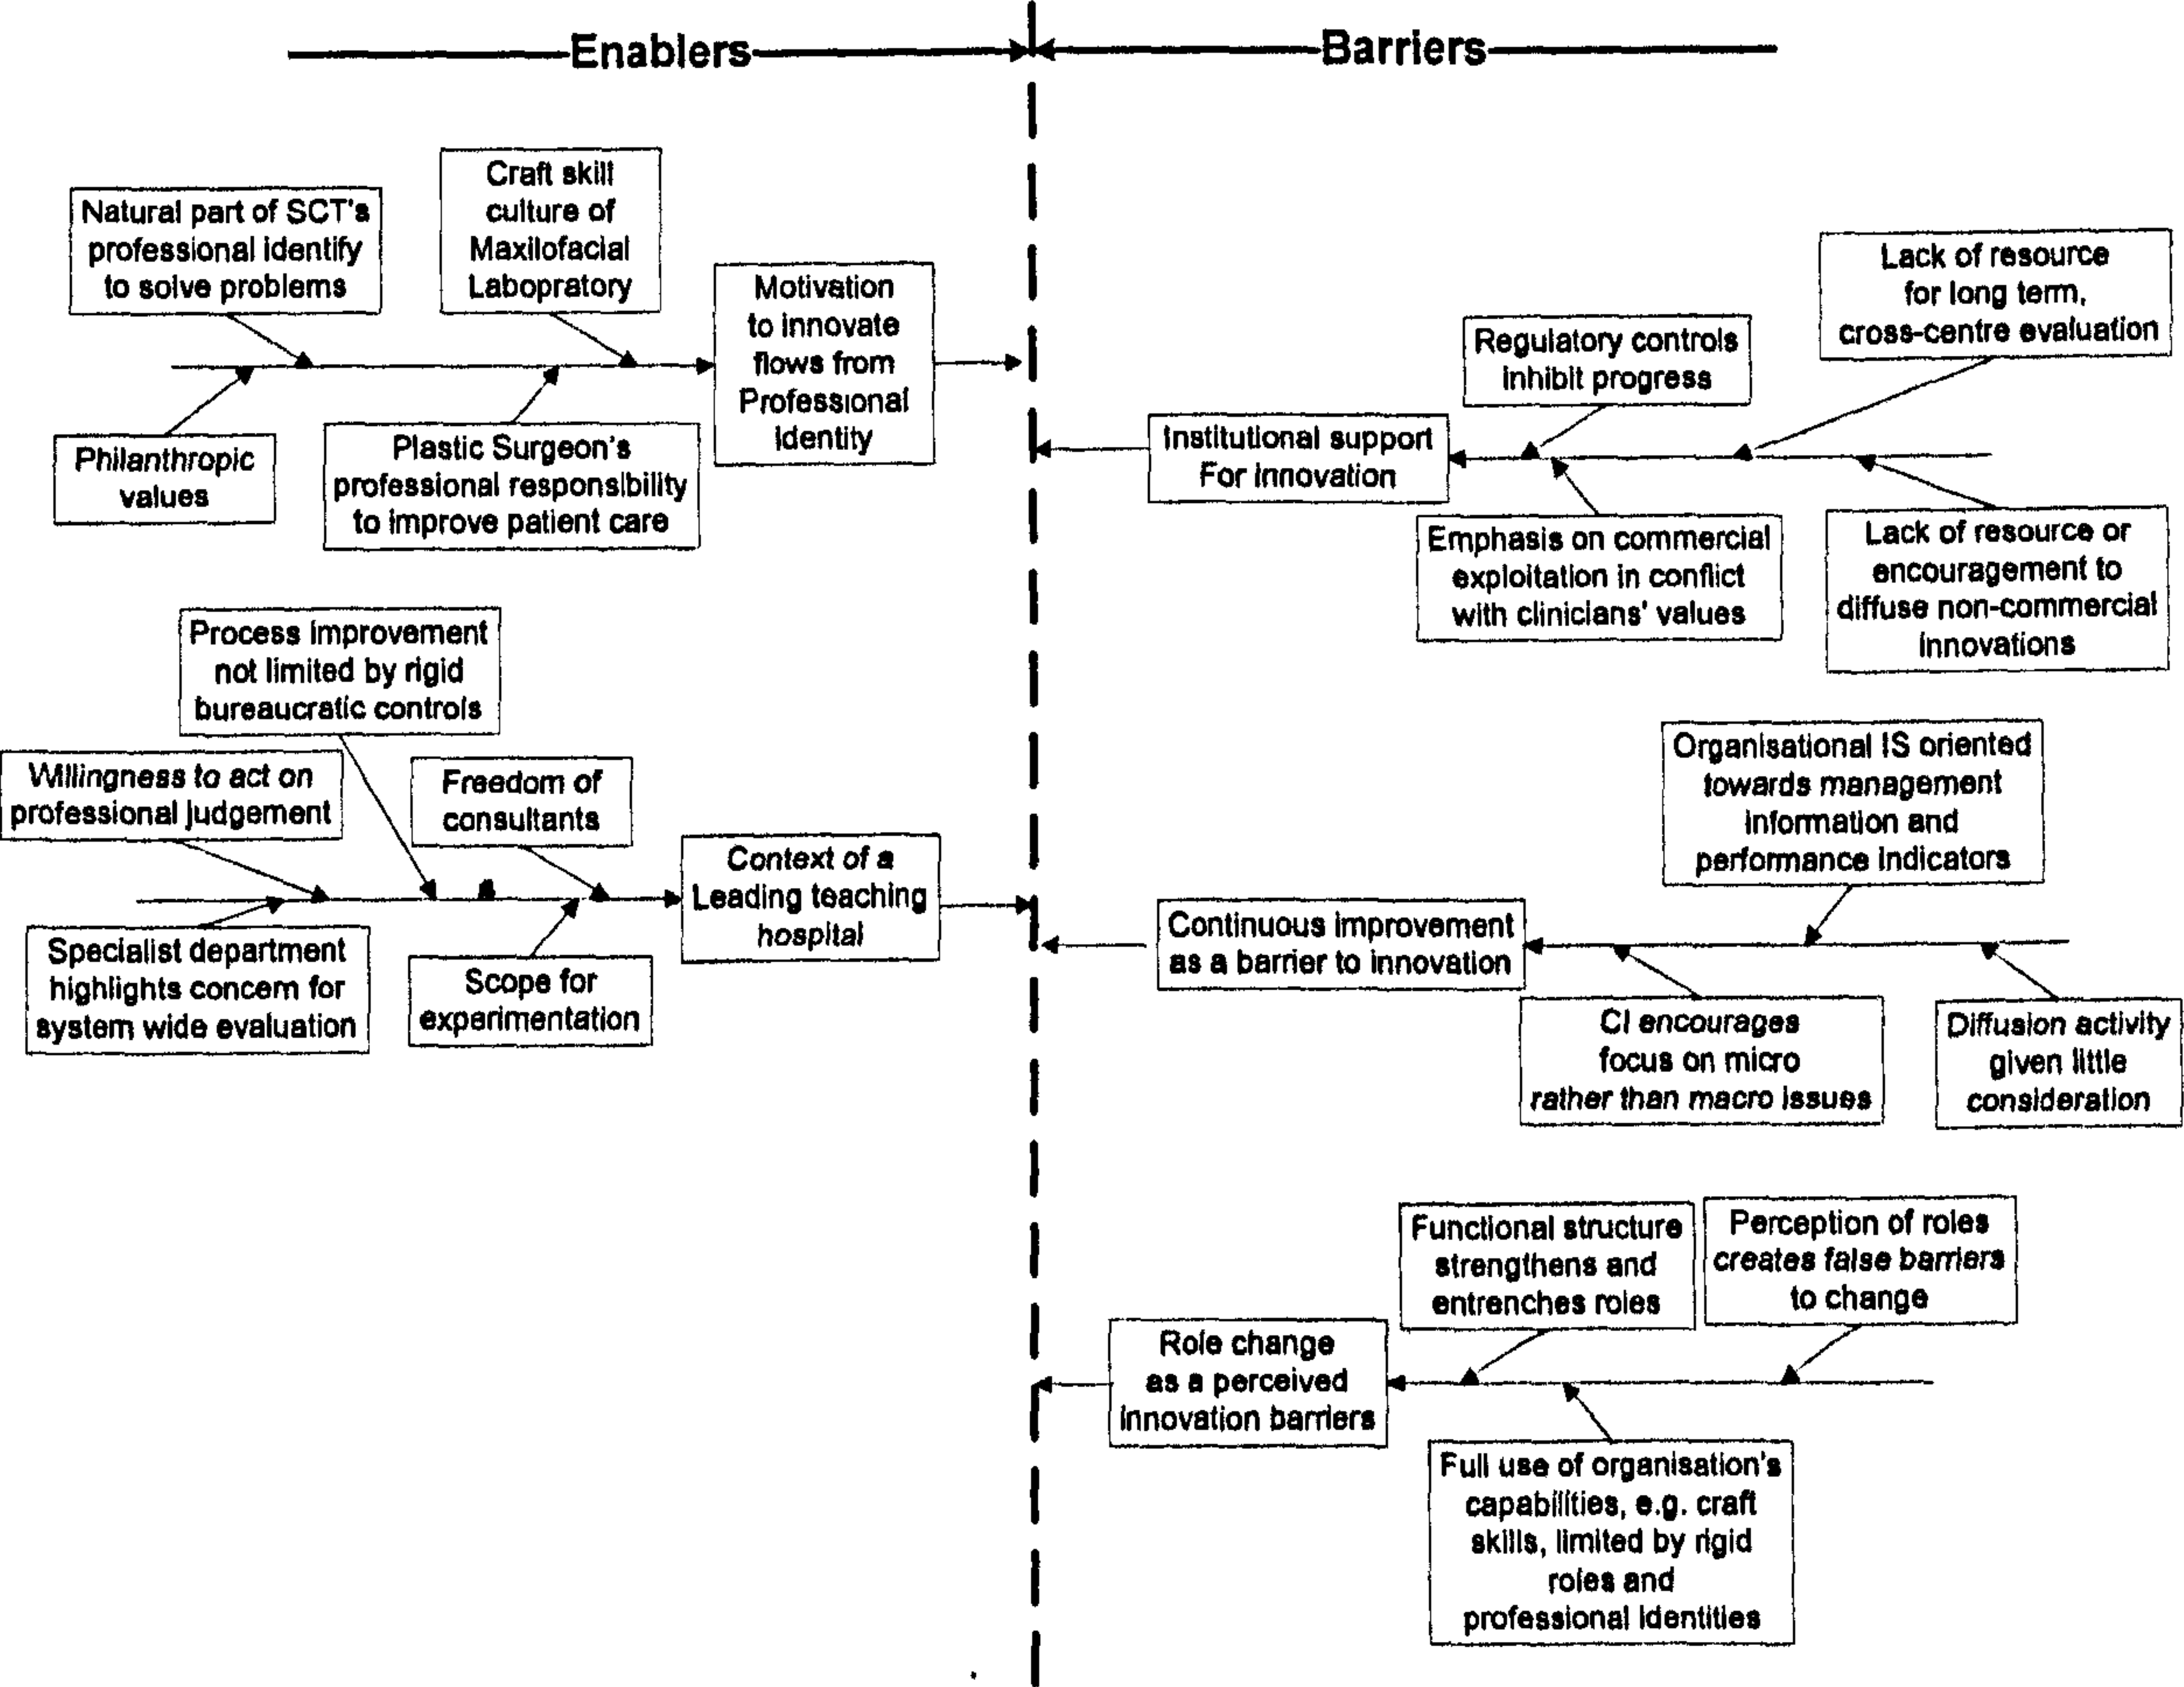 Enablers
Barriers
Natural part of SCT's
professional identify
to solve problems
Craft skill
culture of
Maxilofacial
Labopratory
Philanthropic
values
Plastic Surgeon's
professional responsibility
to improve patient care
Motivation
to innovate
flows from
Professional
Identity
Process improvement
not limited by rigid
bureaucratic controls
Willingness to act on
professional judgement
Freedom of
consultants
Specialist department
highlights concern for
system wide evaluation
Scope for
experimentation
Context of a
Leading teaching
hospital
Lack of resource
for long term,
cross-centre evaluation
Regulatory controls
inhibit progress
Institutional support
For innovation
Emphasis on commercial
exploitation in conflict
with clinicians' values
Lack of resource or
encouragement to
diffuse non-commercial
innovations
Organisational IS oriented
towards management
information and
performance indicators
Continuous improvement
as a barrier to innovation
CI encourages
focus on micro
rather than macro issues
Diffusion activity
given little
consideration
Functional structure
strengthens and
entrenches roles
Perception of roles
creates false barriers
to change
Role change
as a perceived
innovation barriers
Full use of organisation's
capabilities, e.g. craft
skills, limited by rigid
roles and
professional identities